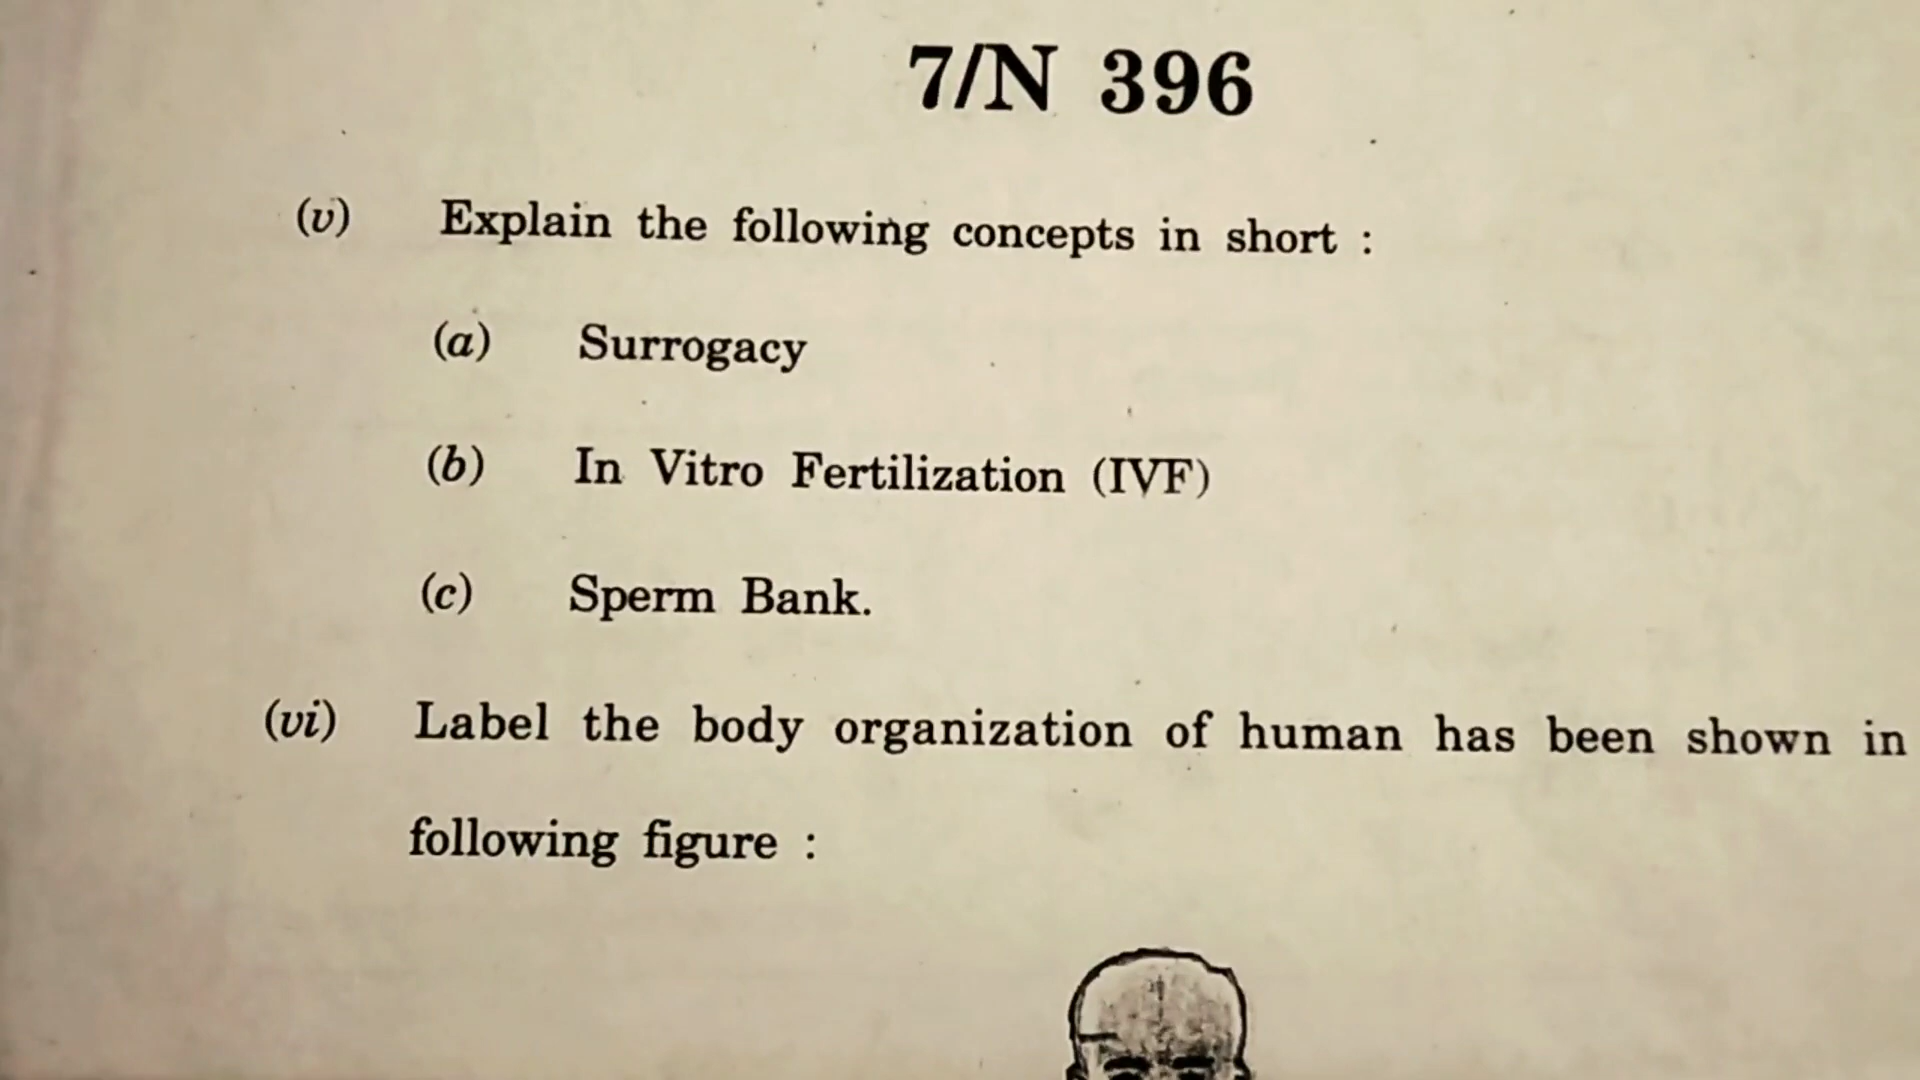 7/N 396
(v) Explain the following concepts in short :
(a) Surrogacy
(b) In Vitro Fertilization (IVF)
(c) Sperm Bank.
(vi) Label the body organization of human has been shown in
following figure :